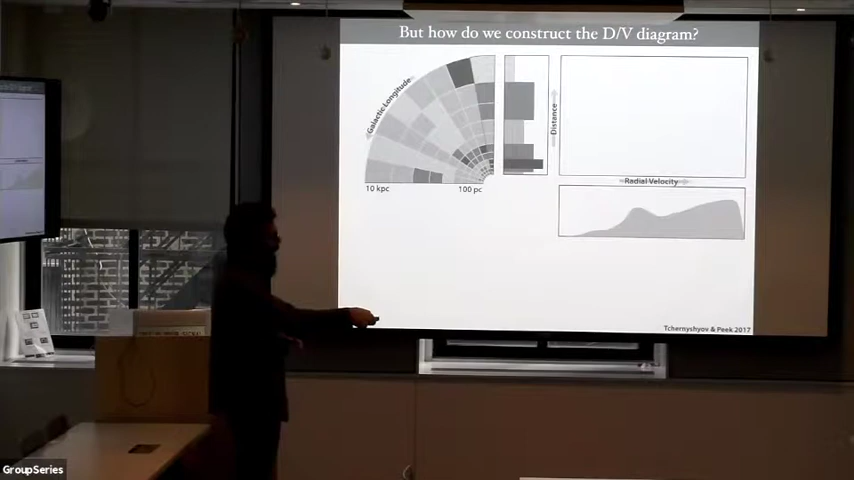 But how do we construct the D/V diagram?
Galactic Longitude
Distance
10 kpc
100 pc
Radial Velocity
Tchernyshyov & Peek 2017
GroupSeries